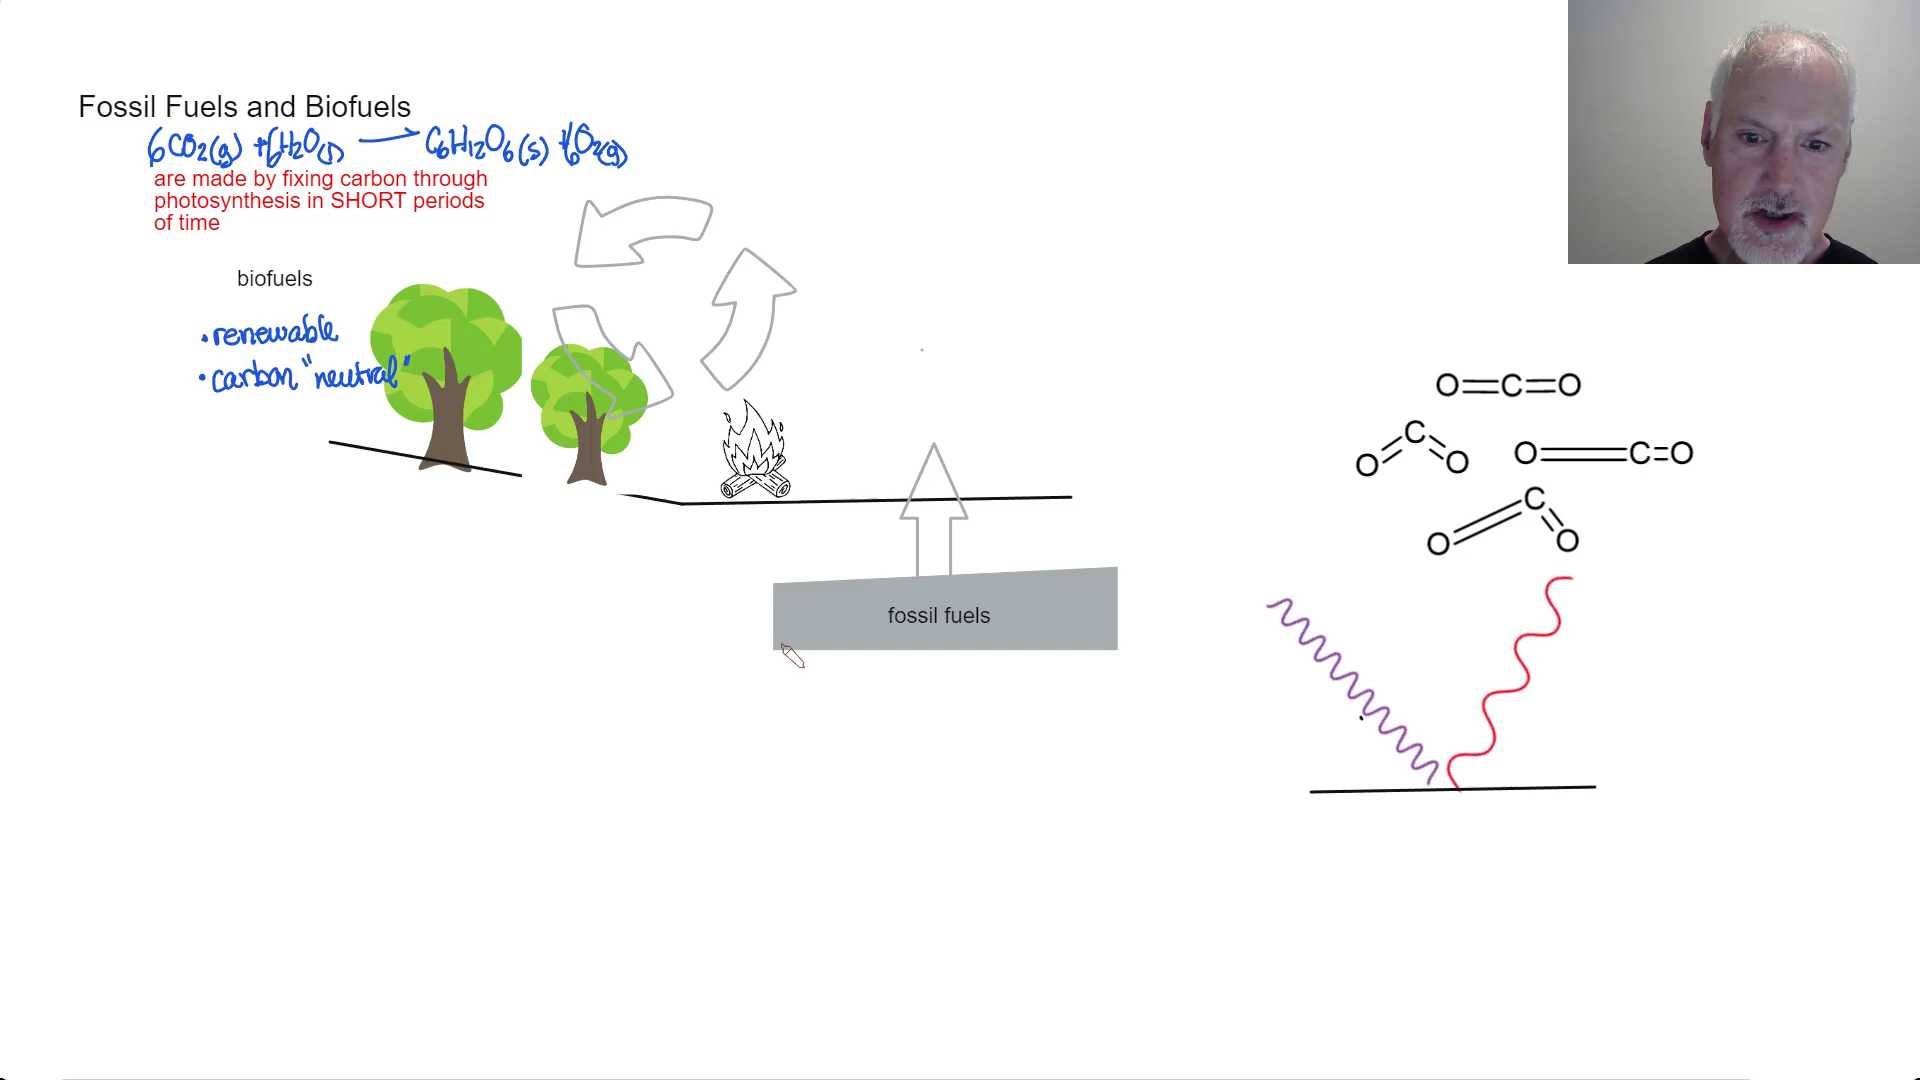 Fossil Fuels and Biofuels
6CO₂(g) + 6H₂O(l) → C₆H₁₂O₆(s) + 6O₂(g)
are made by fixing carbon through
photosynthesis in SHORT periods
of time
biofuels
• renewable
• carbon "neutral"
fossil fuels
O=C=O
O=C=O
O=C=O
O=C=O